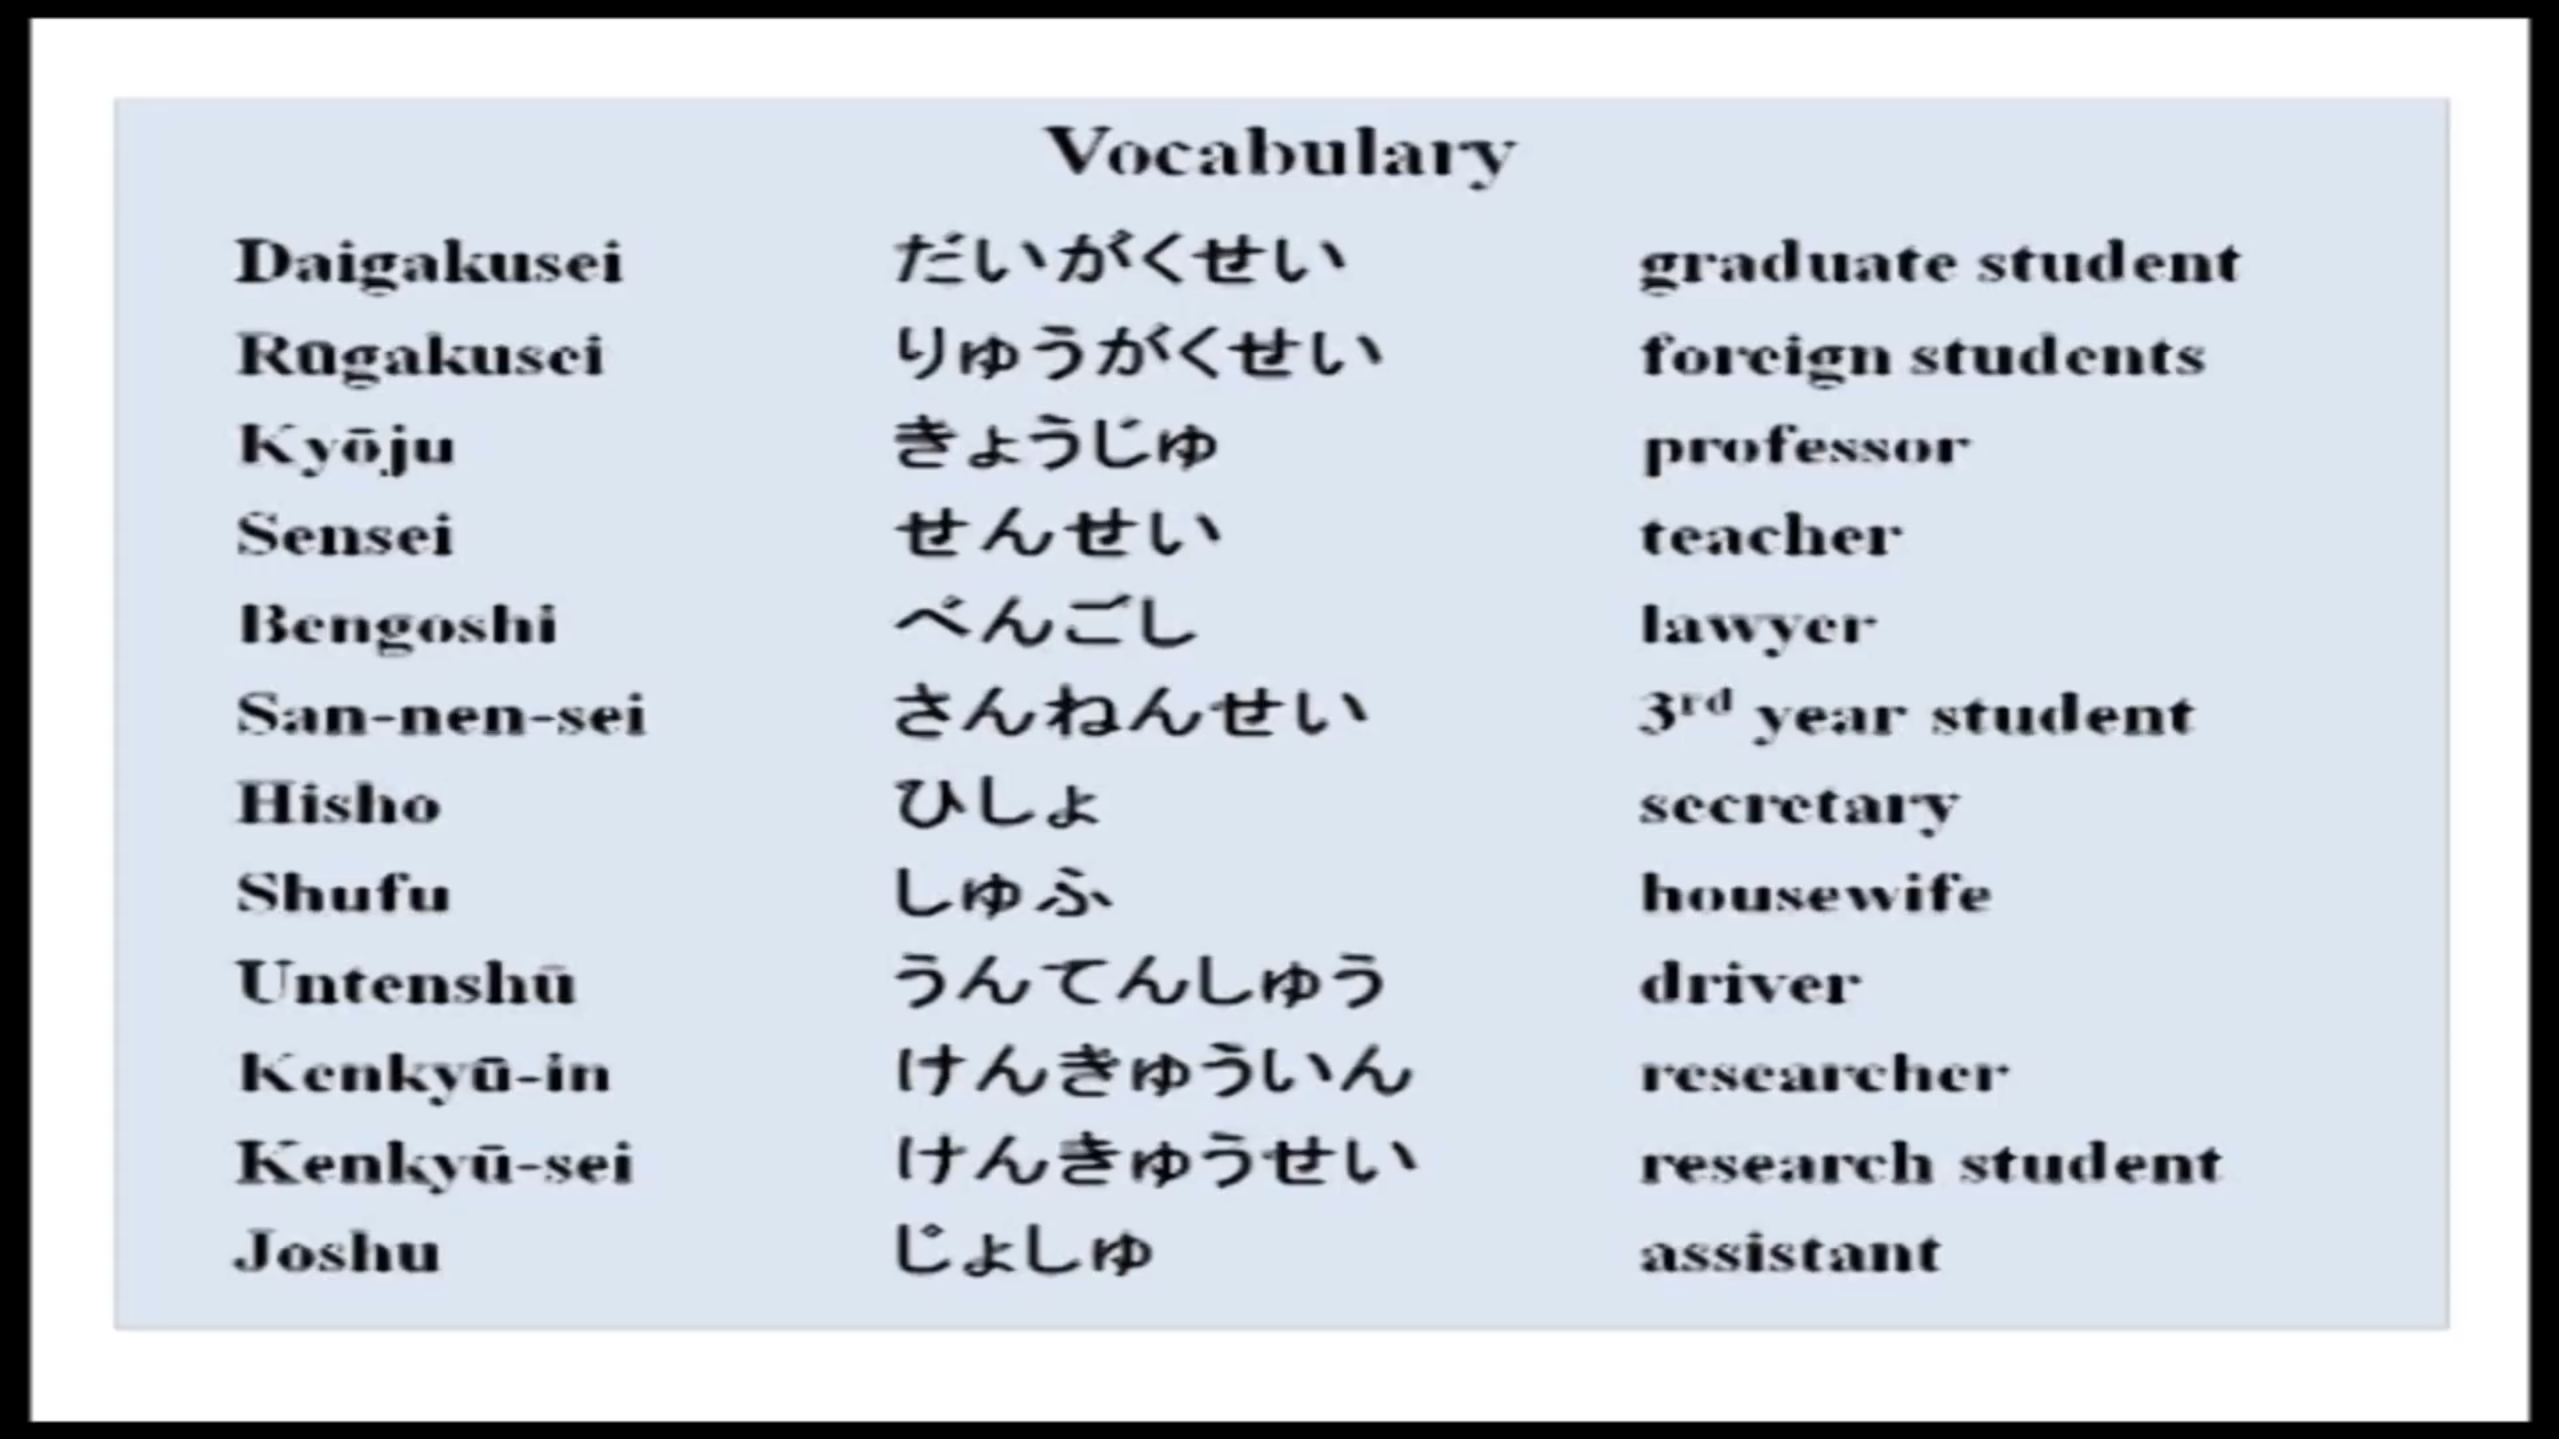 Vocabulary
Daigakusei だいがくせい graduate student
Rūgakusei りゅうがくせい foreign students
Kyōju きょうじゅ professor
Sensei せんせい teacher
Bengoshi べんごし lawyer
San-nen-sei さんねんせい 3rd year student
Hisho ひしょ secretary
Shufu しゅふ housewife
Untenshū うんてんしゅう driver
Kenkyū-in けんきゅういん researcher
Kenkyū-sei けんきゅうせい research student
Joshu じょしゅ assistant